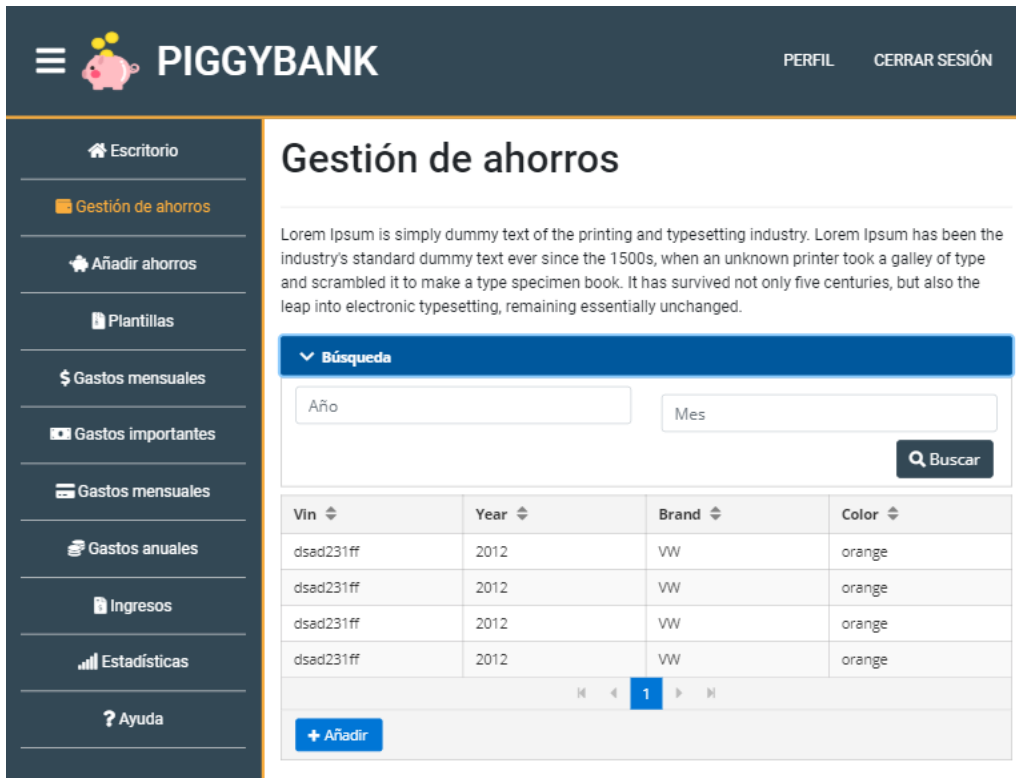 PIGGYBANK
PERFIL
CERRAR SESIÓN
Escritorio
Gestión de ahorros
Añadir ahorros
Plantillas
$ Gastos mensuales
Gastos importantes
Gastos mensuales
Gastos anuales
Ingresos
Estadísticas
? Ayuda
Gestión de ahorros
Lorem Ipsum is simply dummy text of the printing and typesetting industry. Lorem Ipsum has been the
industry's standard dummy text ever since the 1500s, when an unknown printer took a galley of type
and scrambled it to make a type specimen book. It has survived not only five centuries, but also the
leap into electronic typesetting, remaining essentially unchanged.
Búsqueda
Año
Mes
Buscar
Vin Year Brand Color
dsad231ff 2012 VW orange
dsad231ff 2012 VW orange
dsad231ff 2012 VW orange
dsad231ff 2012 VW orange
1
+ Añadir